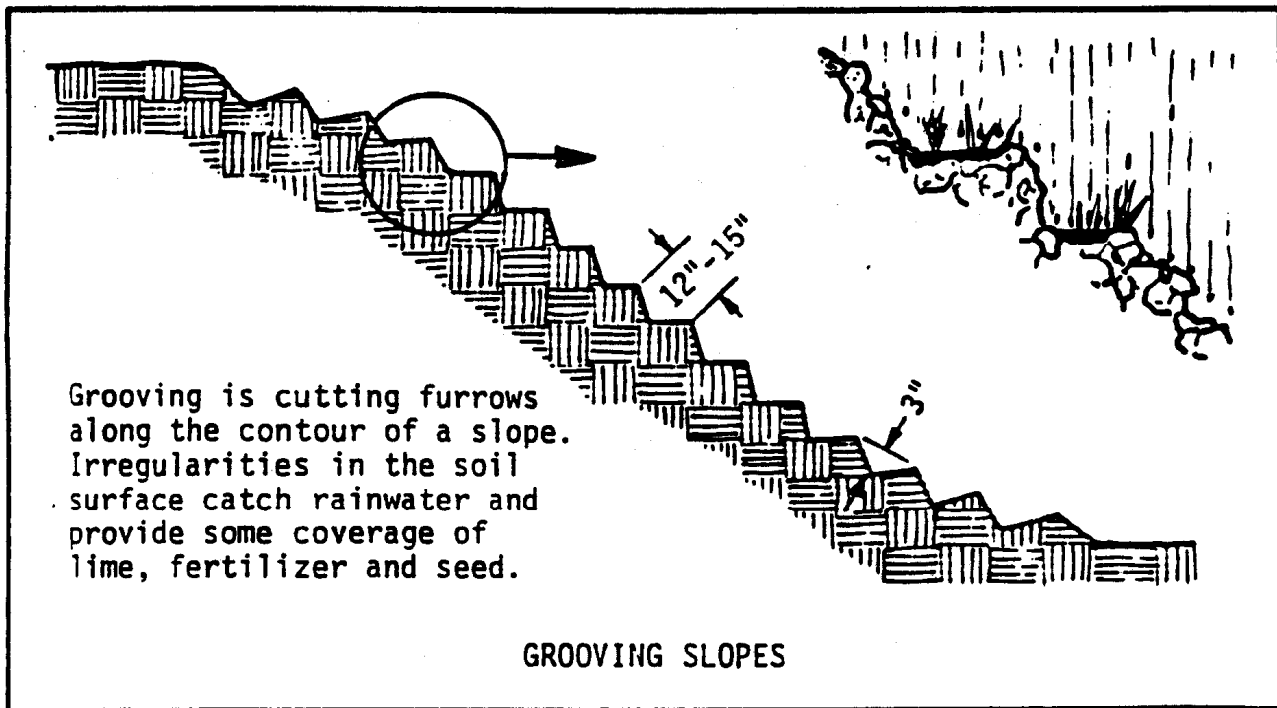 12"-15"
3"
Grooving is cutting furrows
along the contour of a slope.
Irregularities in the soil
surface catch rainwater and
provide some coverage of
lime, fertilizer and seed.
GROOVING SLOPES